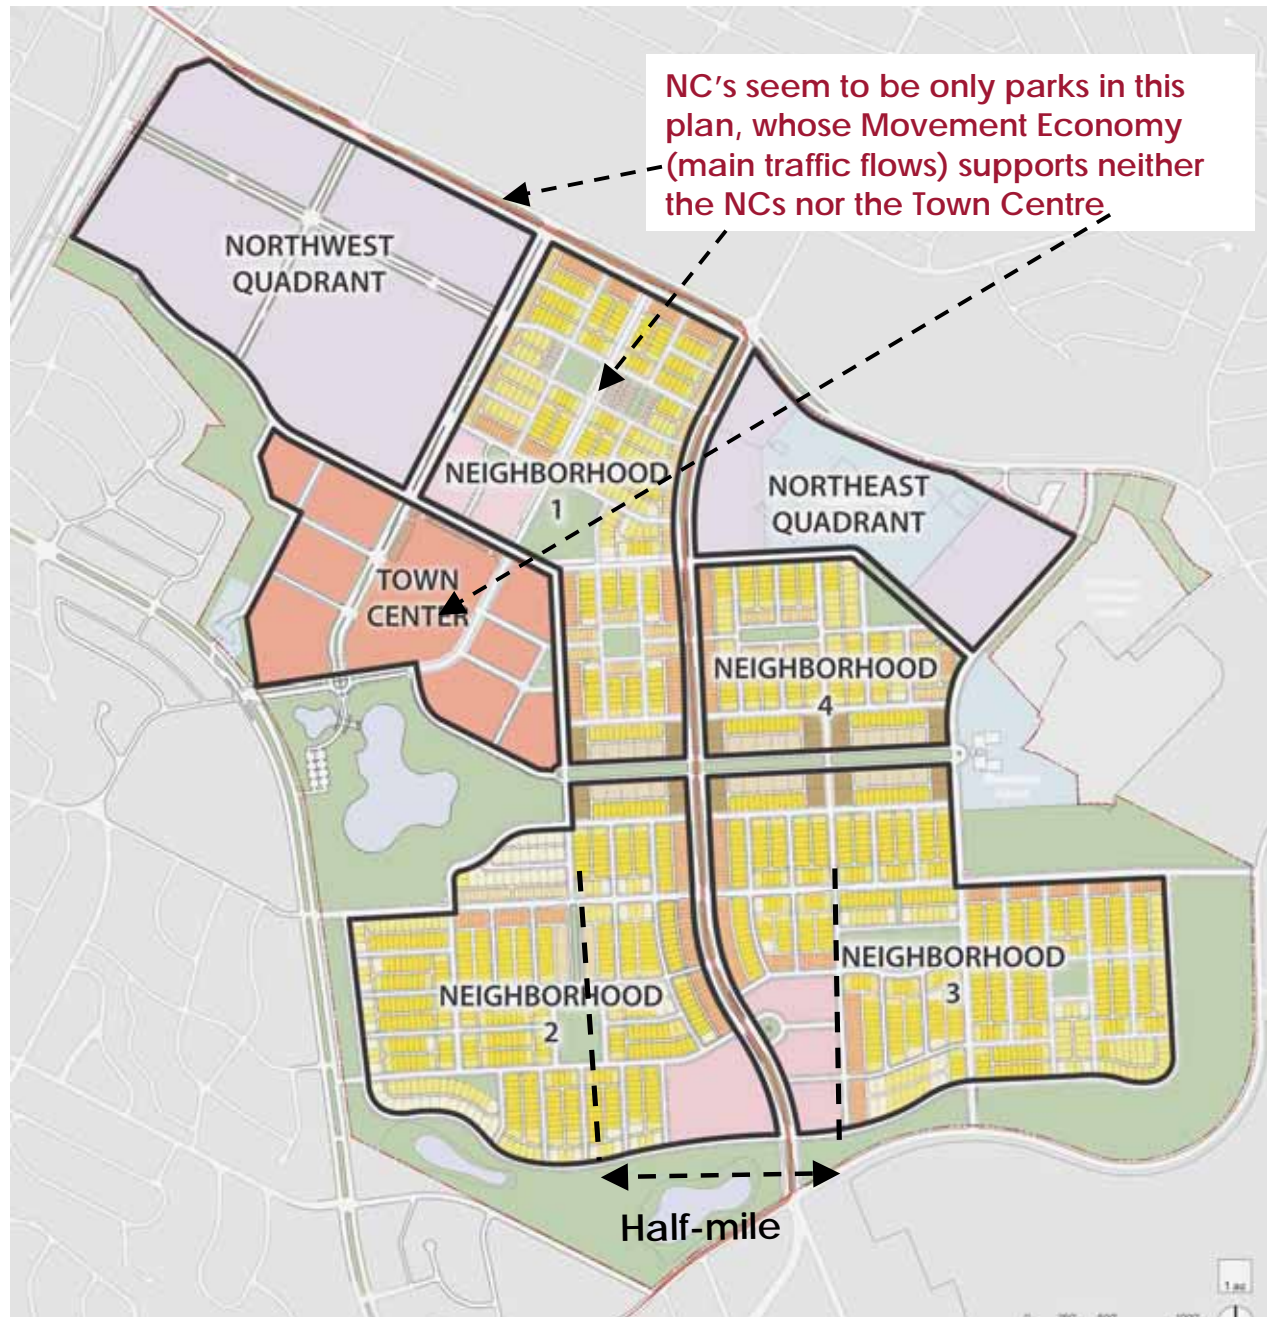 NC's seem to be only parks in this
plan, whose Movement Economy
(main traffic flows) supports neither
the NCs nor the Town Centre
NORTHWEST
QUADRANT
NEIGHBORHOOD
1
NORTHEAST
QUADRANT
TOWN
CENTER
NEIGHBORHOOD
4
NEIGHBORHOOD
3
NEIGHBORHOOD
2
Half-mile
1 ac